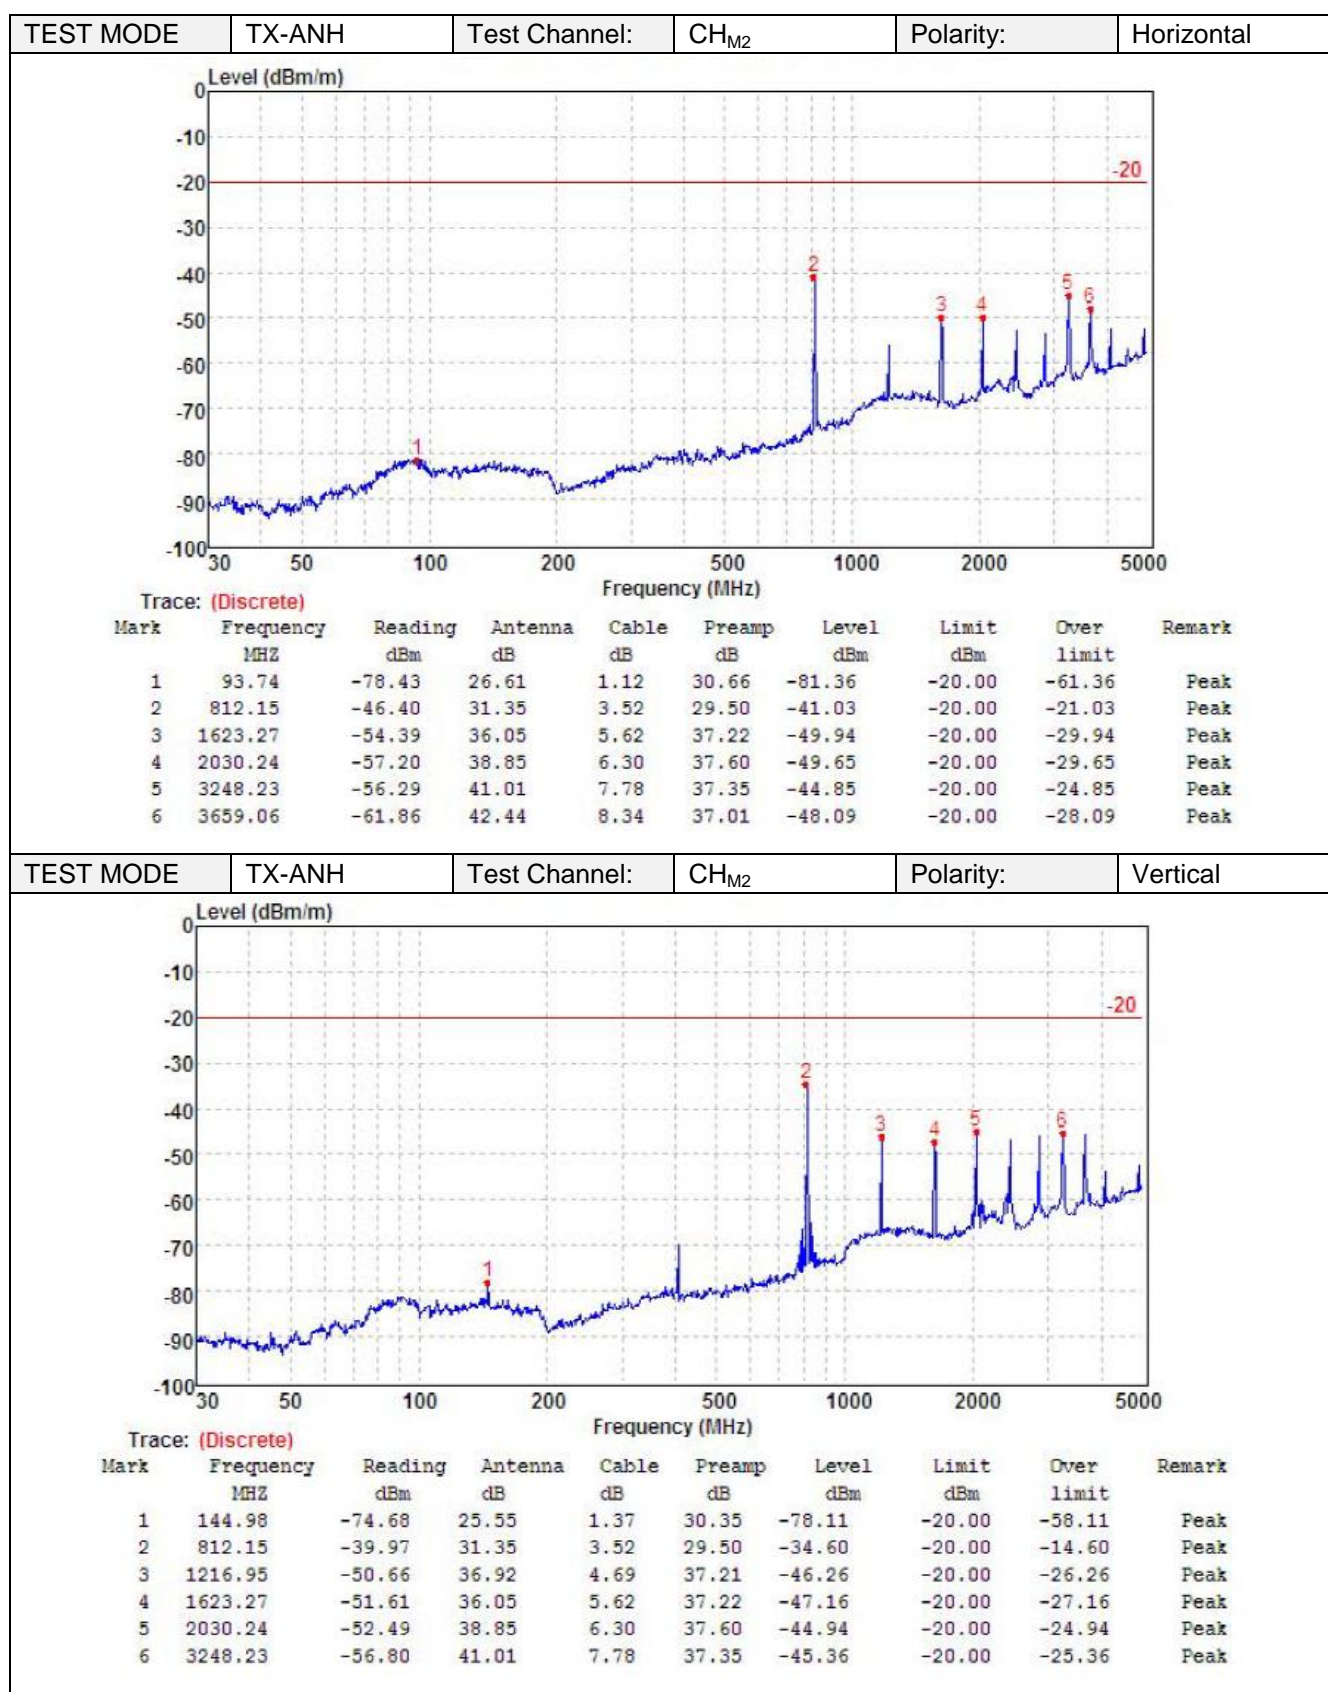 TEST MODE TX-ANH Test Channel: CHM2 Polarity: Horizontal
Level (dBm/m)
0
-10
-20 -20
-30
-40 2
-50 3 4 5 6
-60
-70
-80 1
-90
-100
30 50 100 200 500 1000 2000 5000
Frequency (MHz)
Trace: (Discrete)
Mark Frequency Reading Antenna Cable Preamp Level Limit Over Remark
MHZ dBm dB dB dB dBm dBm limit
1 93.74 -78.43 26.61 1.12 30.66 -81.36 -20.00 -61.36 Peak
2 812.15 -46.40 31.35 3.52 29.50 -41.03 -20.00 -21.03 Peak
3 1623.27 -54.39 36.05 5.62 37.22 -49.94 -20.00 -29.94 Peak
4 2030.24 -57.20 38.85 6.30 37.60 -49.65 -20.00 -29.65 Peak
5 3248.23 -56.29 41.01 7.78 37.35 -44.85 -20.00 -24.85 Peak
6 3659.06 -61.86 42.44 8.34 37.01 -48.09 -20.00 -28.09 Peak
TEST MODE TX-ANH Test Channel: CHM2 Polarity: Vertical
Level (dBm/m)
0
-10
-20 -20
-30
-40 2
-50 3 4 5 6
-60
-70
-80 1
-90
-100
30 50 100 200 500 1000 2000 5000
Frequency (MHz)
Trace: (Discrete)
Mark Frequency Reading Antenna Cable Preamp Level Limit Over Remark
MHZ dBm dB dB dB dBm dBm limit
1 144.98 -74.68 25.55 1.37 30.35 -78.11 -20.00 -58.11 Peak
2 812.15 -39.97 31.35 3.52 29.50 -34.60 -20.00 -14.60 Peak
3 1216.95 -50.66 36.92 4.69 37.21 -46.26 -20.00 -26.26 Peak
4 1623.27 -51.61 36.05 5.62 37.22 -47.16 -20.00 -27.16 Peak
5 2030.24 -52.49 38.85 6.30 37.60 -44.94 -20.00 -24.94 Peak
6 3248.23 -56.80 41.01 7.78 37.35 -45.36 -20.00 -25.36 Peak